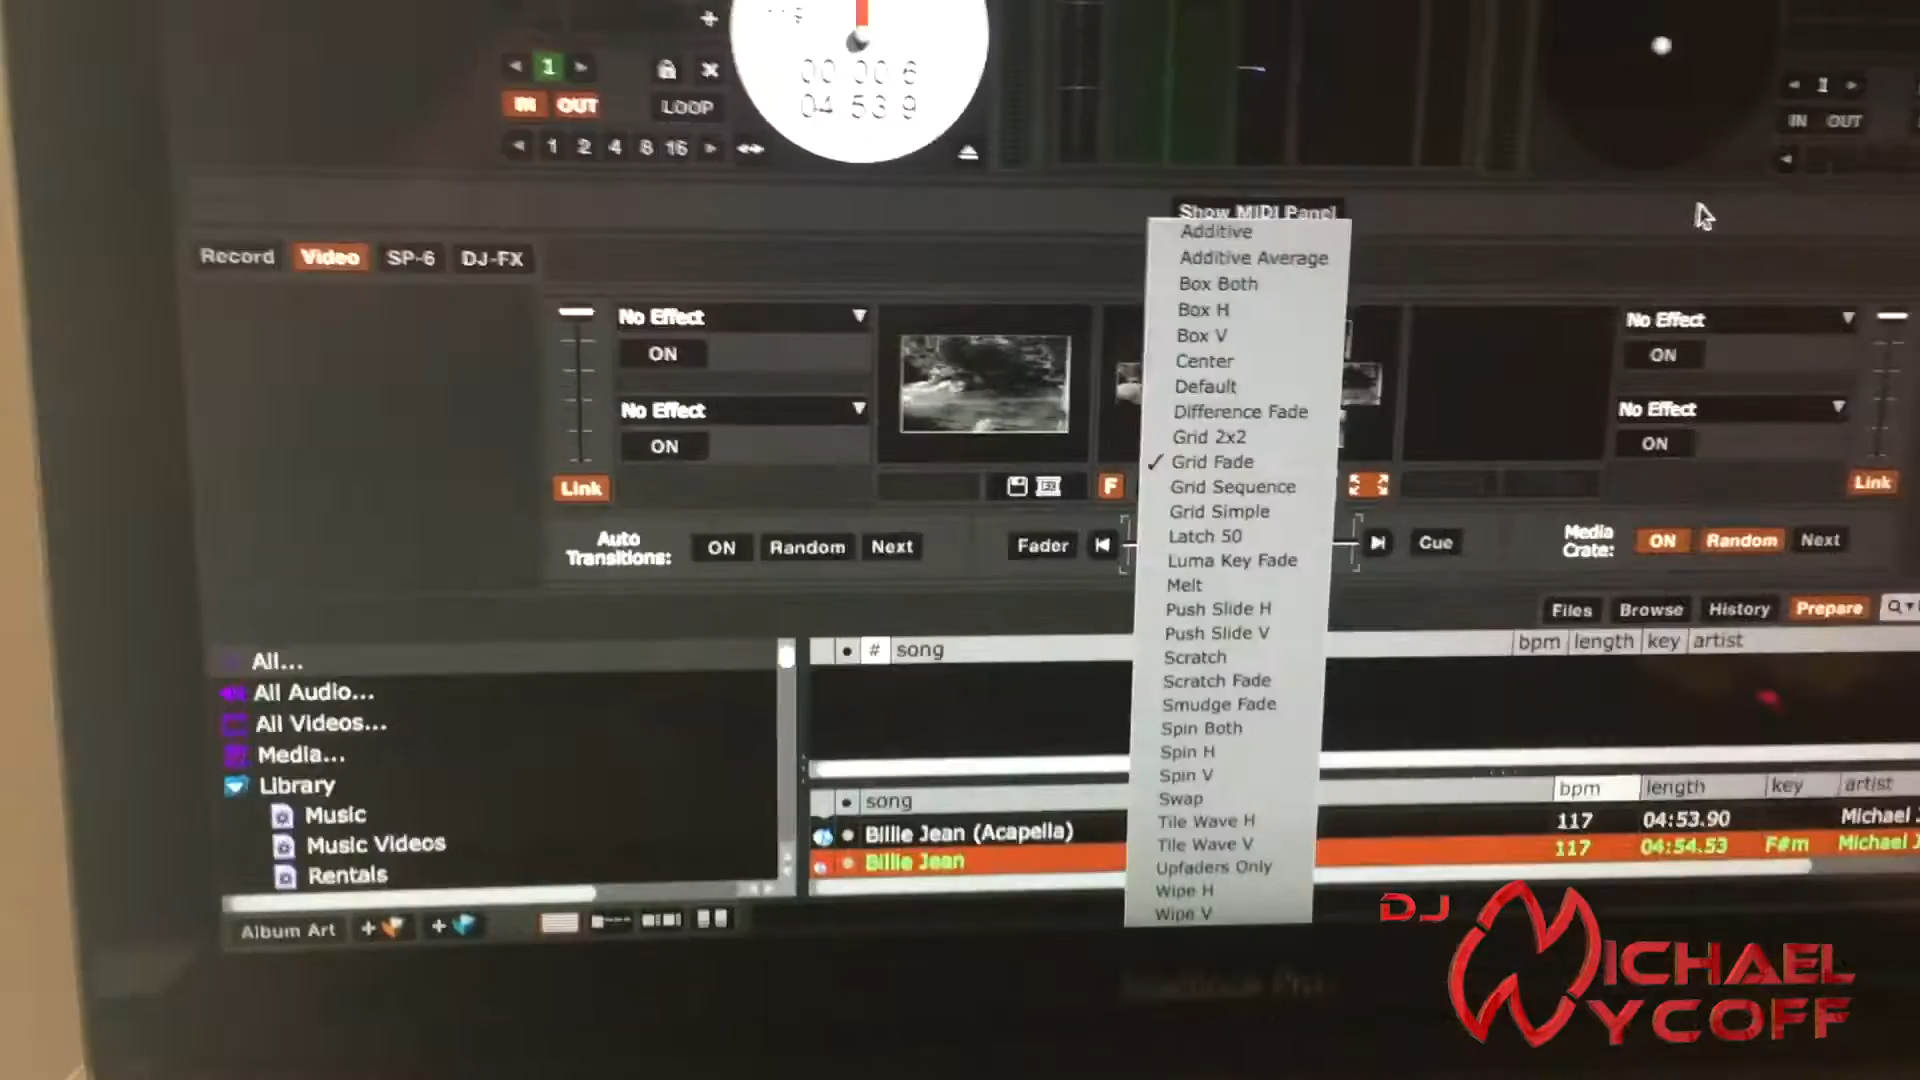 00 00 6
1
04 53 9
IN OUT
LOOP
1
IN OUT
1 2 4 8 16
Show MIDI Panel
Record
Video
SP-6
DJ-FX
Additive
Additive Average
Box Both
Box H
Box V
Center
Default
Difference Fade
Grid 2x2
✓ Grid Fade
Grid Sequence
Grid Simple
Latch 50
Luma Key Fade
Melt
Push Slide H
Push Slide V
Scratch
Scratch Fade
Smudge Fade
Spin Both
Spin H
Spin V
Swap
Tile Wave H
Tile Wave V
Upfaders Only
Wipe H
Wipe V
No Effect
ON
No Effect
ON
Link
F
No Effect
ON
No Effect
ON
Link
Auto
Transitions:
ON
Random
Next
Fader
Cue
Media
Crate:
ON
Random
Next
Files
Browse
History
Prepare
# song
bpm length key artist
All...
All Audio...
All Videos...
Media...
Library
Music
Music Videos
Rentals
song bpm length key artist
Billie Jean (Acapella) 117 04:53.90 Michael J
Billie Jean 117 04:54.53 F#m Michael J
Album Art
DJ
MICHAEL
WYCOFF